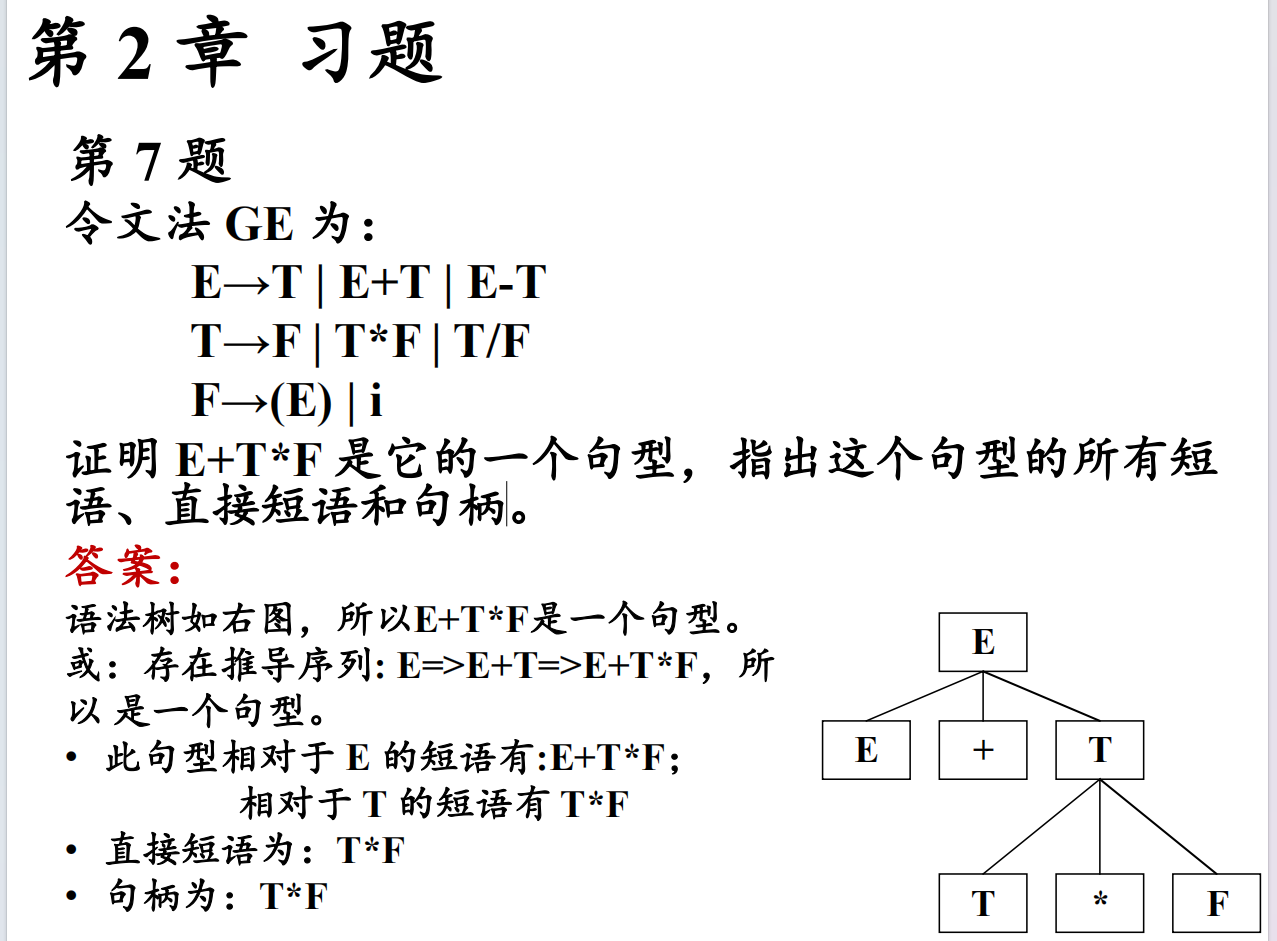 第 2 章 习题
第 7 题
令文法 GE 为：
E→T | E+T | E-T
T→F | T*F | T/F
F→(E) | i
证明 E+T*F 是它的一个句型，指出这个句型的所有短
语、直接短语和句柄。
答案：
语法树如右图，所以E+T*F是一个句型。
或：存在推导序列: E=>E+T=>E+T*F，所
以 是一个句型。
• 此句型相对于 E 的短语有:E+T*F；
相对于 T 的短语有 T*F
• 直接短语为：T*F
• 句柄为：T*F
E
E + T
T * F